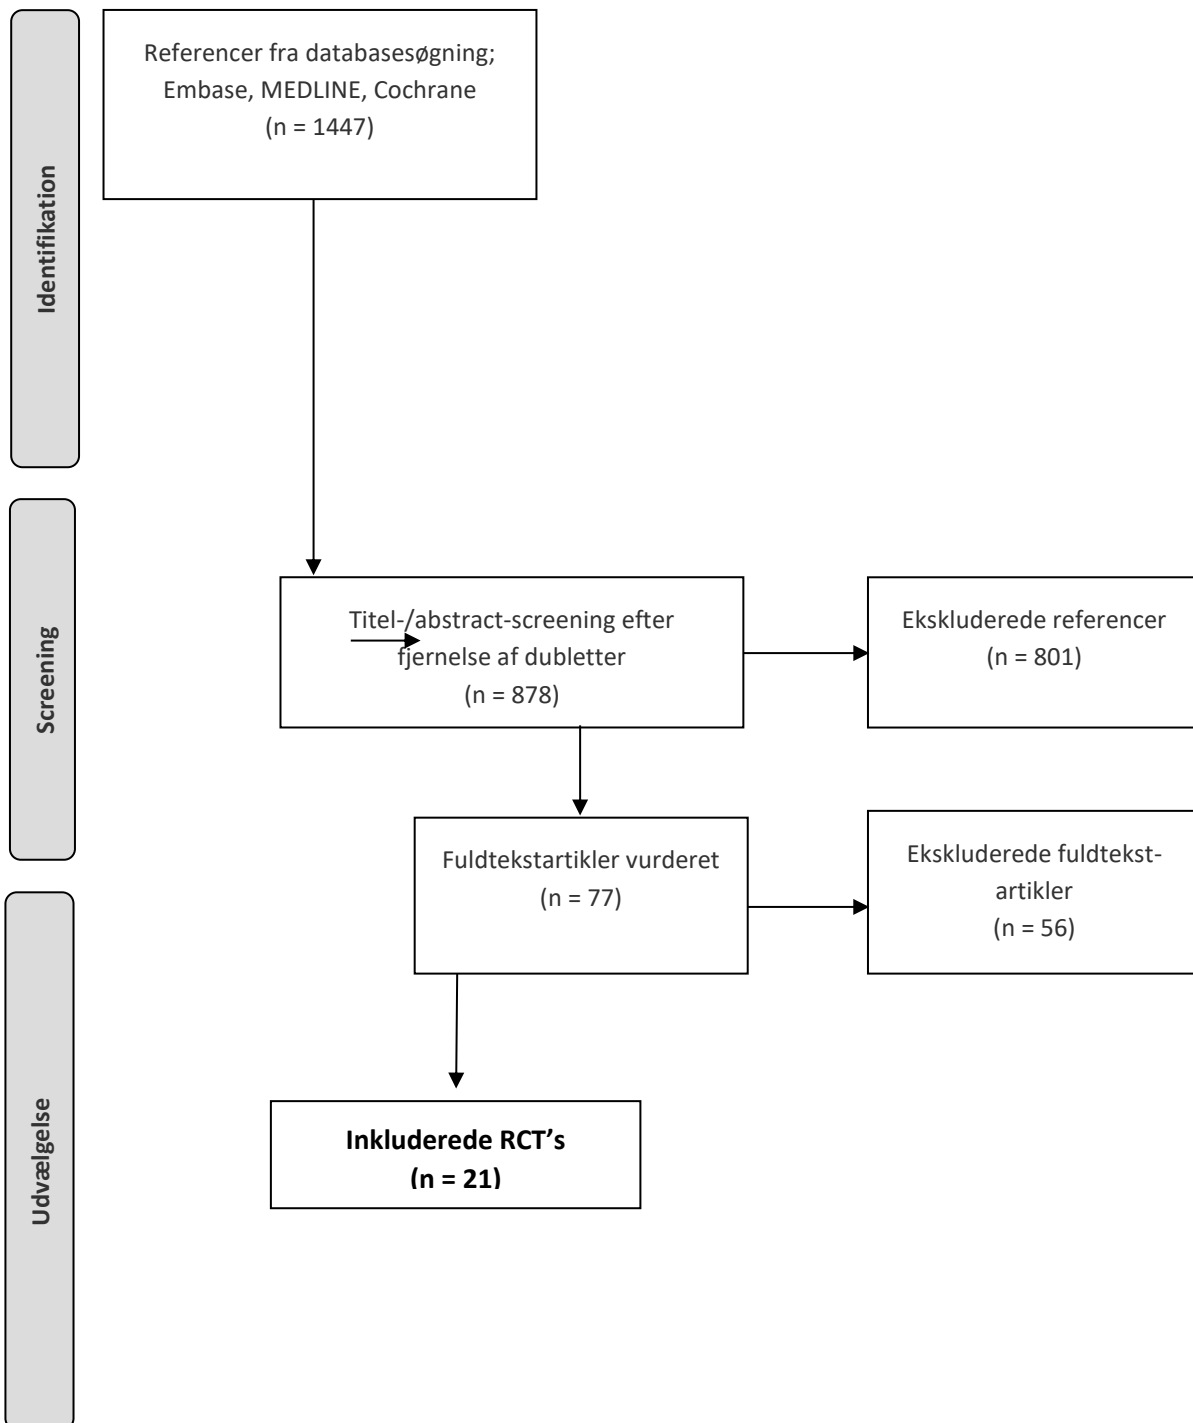 Identifikation
Referencer fra databasesøgning;
Embase, MEDLINE, Cochrane
(n = 1447)
Screening
Titel-/abstract-screening efter
fjernelse af dubletter
(n = 878)
Ekskluderede referencer
(n = 801)
Fuldtekstartikler vurderet
(n = 77)
Ekskluderede fuldtekst-
artikler
(n = 56)
Udvælgelse
Inkluderede RCT’s
(n = 21)